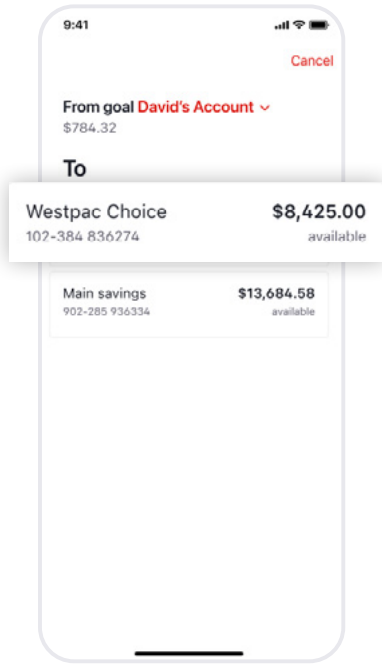 9:41
Cancel
From goal David's Account
$784.32
To
Westpac Choice $8,425.00
102-384 836274 available
Main savings $13,684.58
902-285 936334 available